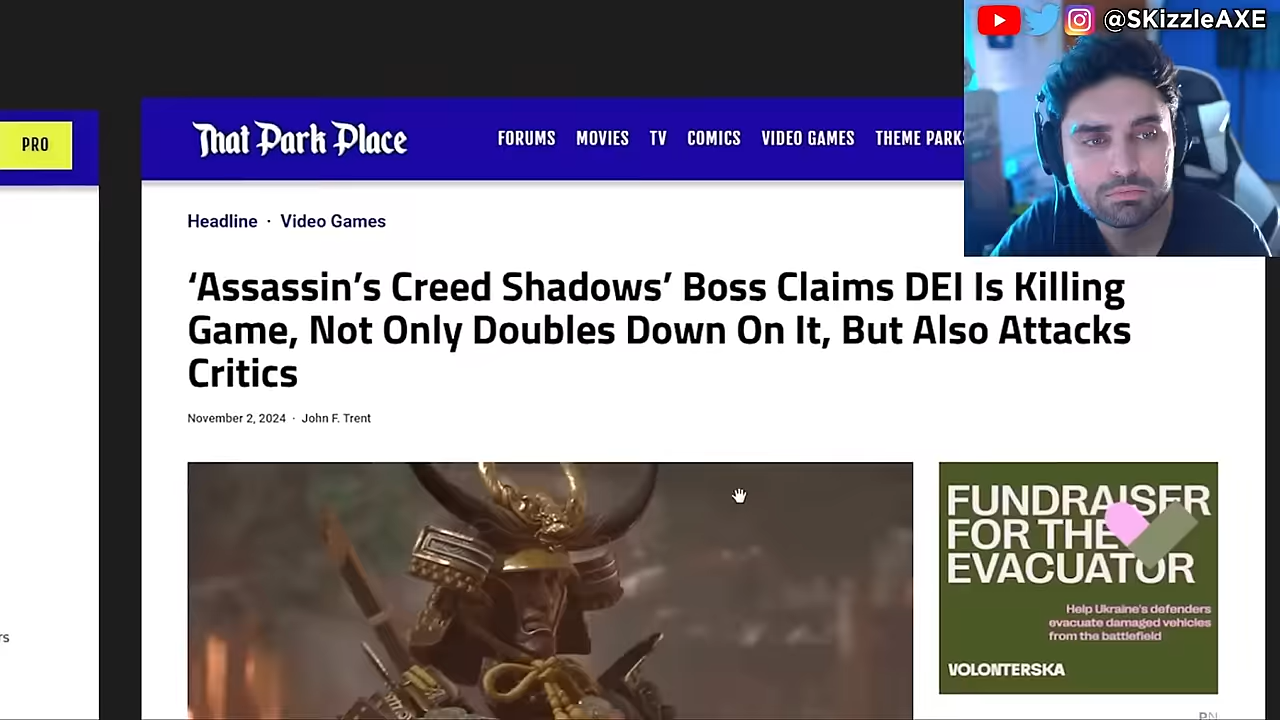 @SKizzleAXE
PRO
That Park Place
FORUMS MOVIES TV COMICS VIDEO GAMES THEME PARKS
Headline · Video Games
‘Assassin’s Creed Shadows’ Boss Claims DEI Is Killing
Game, Not Only Doubles Down On It, But Also Attacks
Critics
November 2, 2024 · John F. Trent
FUNDRAISER
FOR THE
EVACUATOR
Help Ukraine's defenders
evacuate damaged vehicles
from the battlefield
VOLONTERSKA
rs